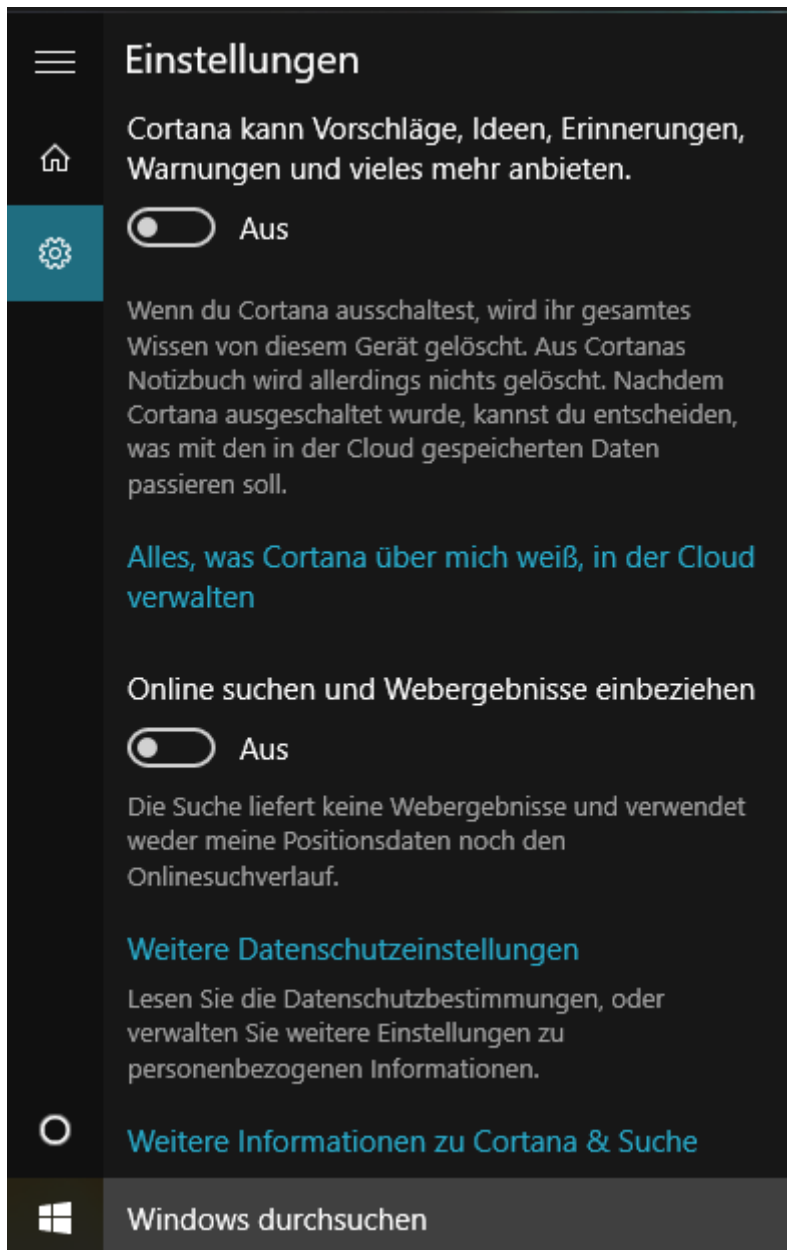 Einstellungen
Cortana kann Vorschläge, Ideen, Erinnerungen,
Warnungen und vieles mehr anbieten.
Aus
Wenn du Cortana ausschaltest, wird ihr gesamtes
Wissen von diesem Gerät gelöscht. Aus Cortanas
Notizbuch wird allerdings nichts gelöscht. Nachdem
Cortana ausgeschaltet wurde, kannst du entscheiden,
was mit den in der Cloud gespeicherten Daten
passieren soll.
Alles, was Cortana über mich weiß, in der Cloud
verwalten
Online suchen und Webergebnisse einbeziehen
Aus
Die Suche liefert keine Webergebnisse und verwendet
weder meine Positionsdaten noch den
Onlinesuchverlauf.
Weitere Datenschutzeinstellungen
Lesen Sie die Datenschutzbestimmungen, oder
verwalten Sie weitere Einstellungen zu
personenbezogenen Informationen.
Weitere Informationen zu Cortana & Suche
Windows durchsuchen